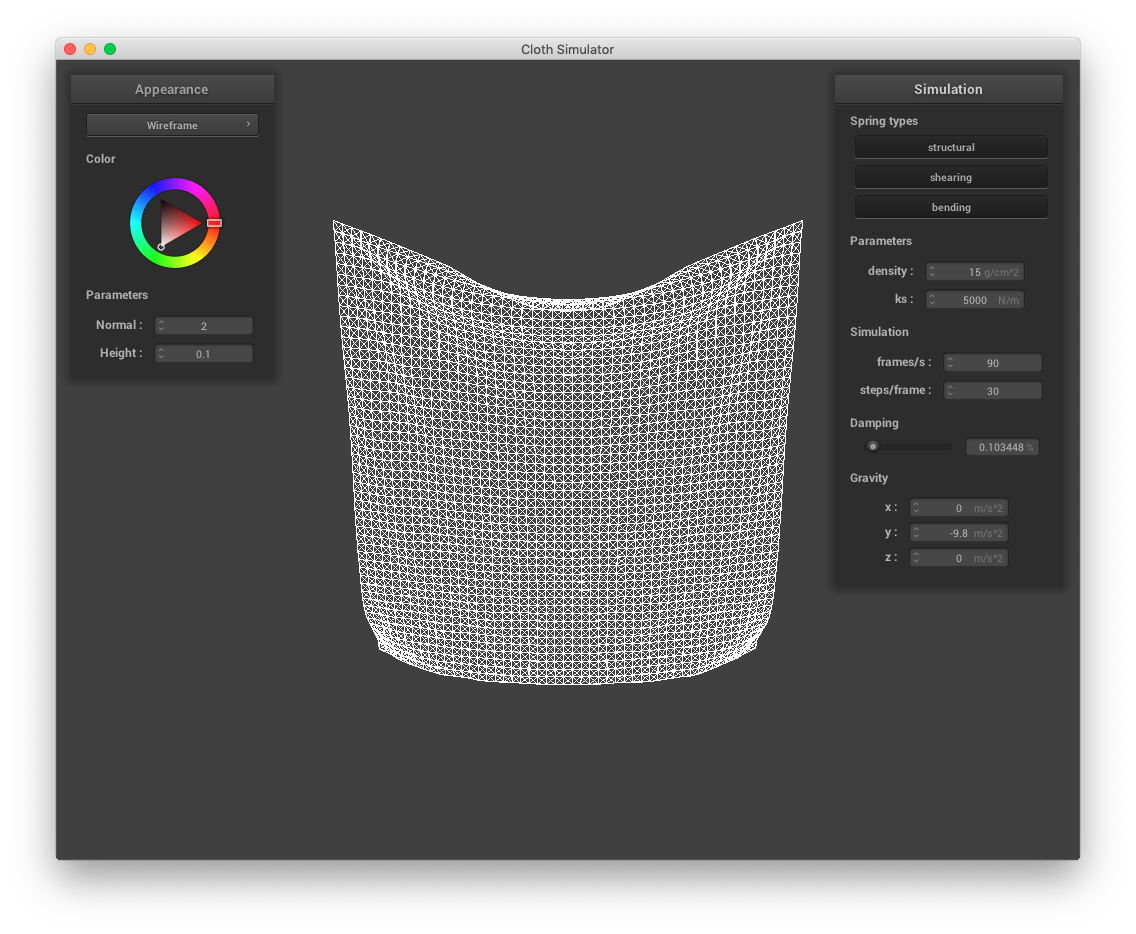 Cloth Simulator
Appearance
Wireframe
Color
Parameters
Normal : 2
Height : 0.1
Simulation
Spring types
structural
shearing
bending
Parameters
density : 15 g/cm^2
ks : 5000 N/m
Simulation
frames/s : 90
steps/frame : 30
Damping
0.103448 %
Gravity
x : 0 m/s^2
y : -9.8 m/s^2
z : 0 m/s^2